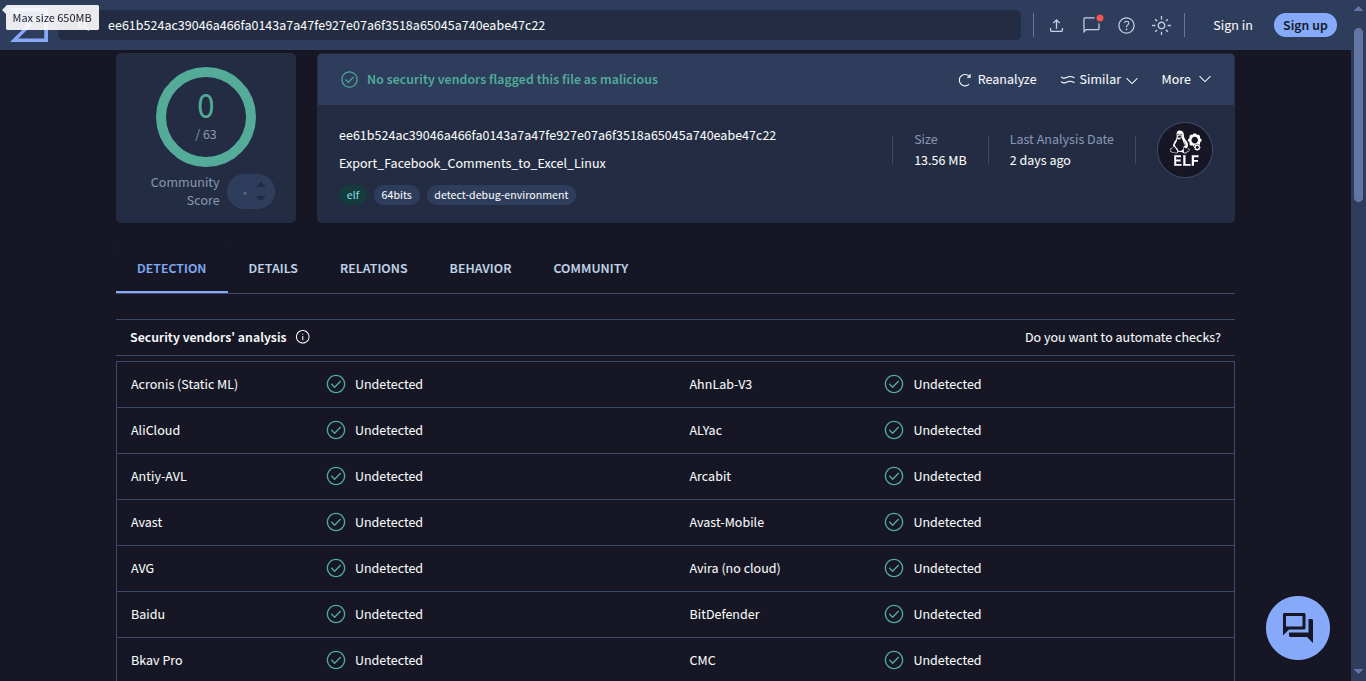 Max size 650MB
ee61b524ac39046a466fa0143a7a47fe927e07a6f3518a65045a740eabe47c22
Sign in
Sign up
0
/ 63
Community
Score
No security vendors flagged this file as malicious
Reanalyze
Similar
More
ee61b524ac39046a466fa0143a7a47fe927e07a6f3518a65045a740eabe47c22
Export_Facebook_Comments_to_Excel_Linux
elf
64bits
detect-debug-environment
Size
13.56 MB
Last Analysis Date
2 days ago
ELF
DETECTION
DETAILS
RELATIONS
BEHAVIOR
COMMUNITY
Security vendors' analysis
Do you want to automate checks?
Acronis (Static ML) Undetected AhnLab-V3 Undetected
AliCloud Undetected ALYac Undetected
Antiy-AVL Undetected Arcabit Undetected
Avast Undetected Avast-Mobile Undetected
AVG Undetected Avira (no cloud) Undetected
Baidu Undetected BitDefender Undetected
Bkav Pro Undetected CMC Undetected